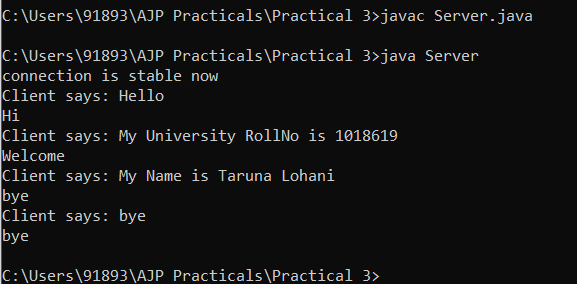 C:\Users\91893\AJP Practicals\Practical 3>javac Server.java
C:\Users\91893\AJP Practicals\Practical 3>java Server
connection is stable now
Client says: Hello
Hi
Client says: My University RollNo is 1018619
Welcome
Client says: My Name is Taruna Lohani
bye
Client says: bye
bye
C:\Users\91893\AJP Practicals\Practical 3>